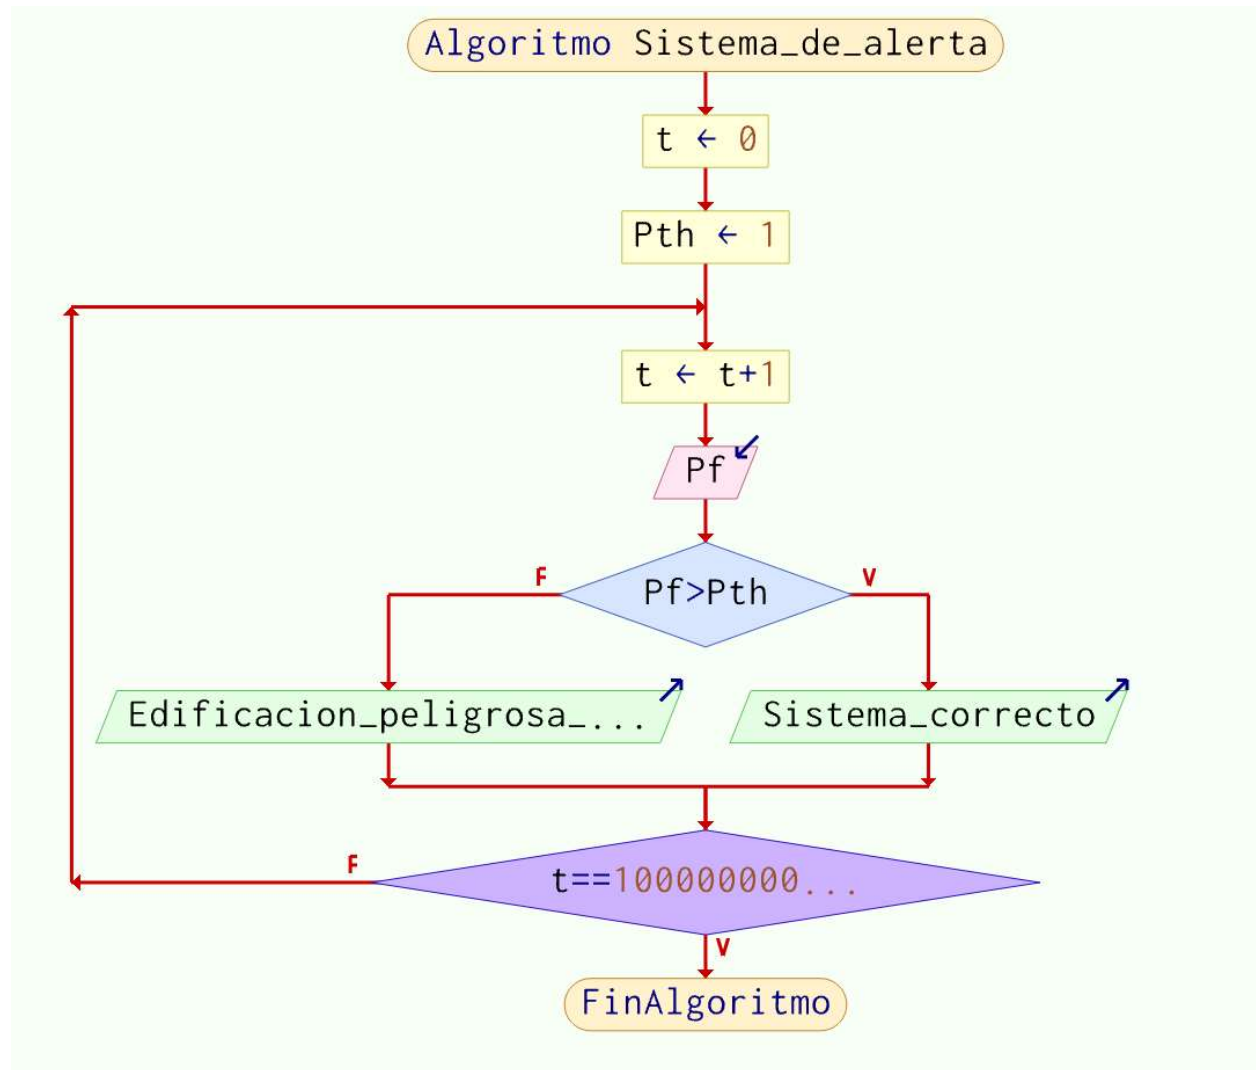 Algoritmo Sistema_de_alerta
t ← 0
Pth ← 1
t ← t+1
Pf
F
V
Pf>Pth
Edificacion_peligrosa_...
Sistema_correcto
F
t==100000000...
V
FinAlgoritmo